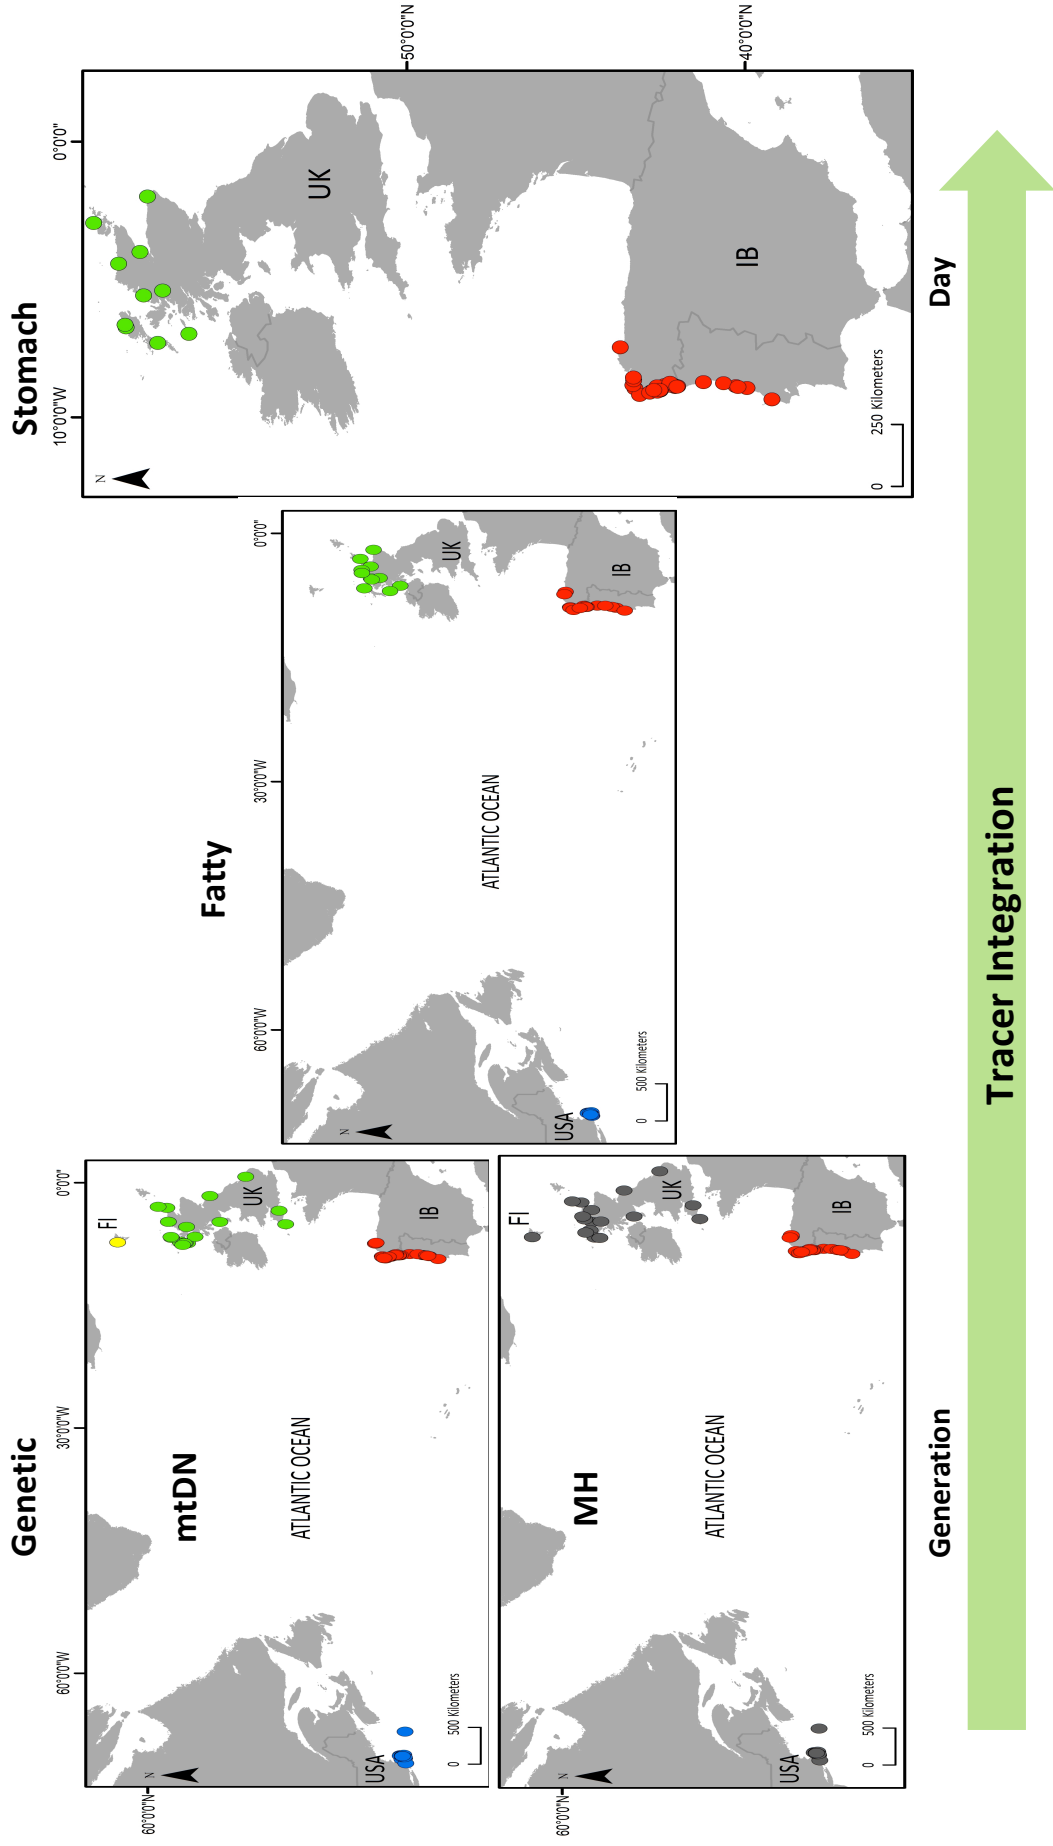 Genetic
60°0'0"W
30°0'0"W
0°0'0"
60°0'0"N
N
mtDN
ATLANTIC OCEAN
FI
UK
IB
USA
0 500 Kilometers
60°0'0"N
N
MH
ATLANTIC OCEAN
FI
UK
IB
USA
0 500 Kilometers
Fatty
60°0'0"W
30°0'0"W
0°0'0"
N
ATLANTIC OCEAN
UK
IB
USA
0 500 Kilometers
Stomach
10°0'0"W
0°0'0"
N
50°0'0"N
40°0'0"N
UK
IB
0 250 Kilometers
Generation
Day
Tracer Integration